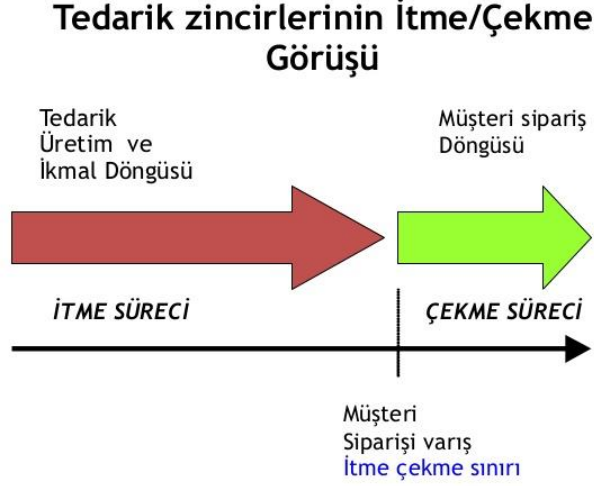 Tedarik zincirlerinin İtme/Çekme
Görüşü
Tedarik
Üretim ve
İkmal Döngüsü
Müşteri sipariş
Döngüsü
İTME SÜRECİ
ÇEKME SÜRECİ
Müşteri
Siparişi varış
İtme çekme sınırı